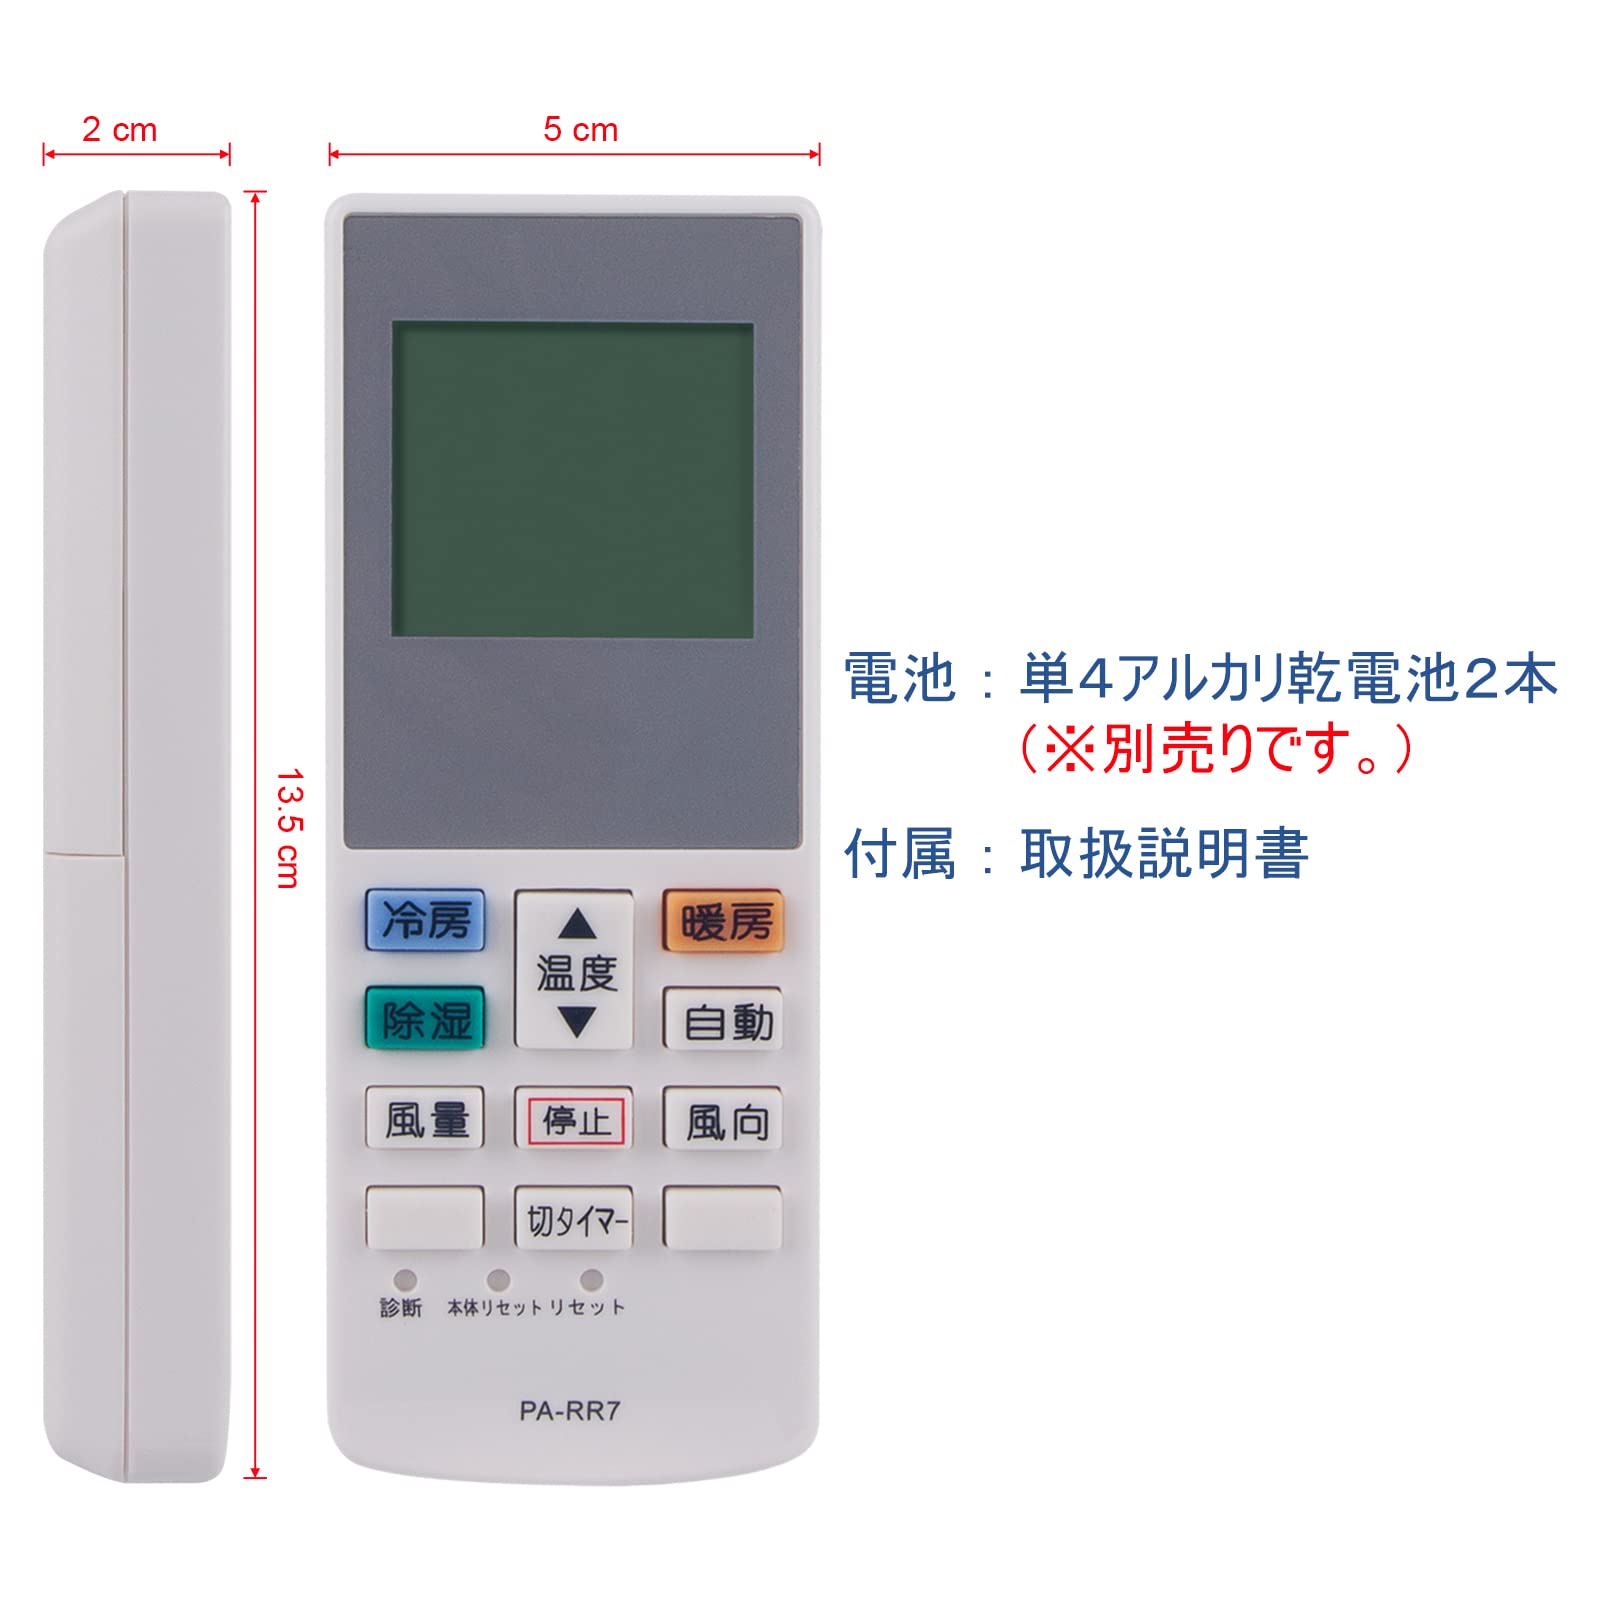 2 cm
5 cm
13.5 cm
電池：単4アルカリ乾電池2本
（※別売りです。）
付属：取扱説明書
冷房
▲
温度
▼
暖房
除湿
自動
風量
停止
風向
切タイマー
診断
本体リセット
リセット
PA-RR7